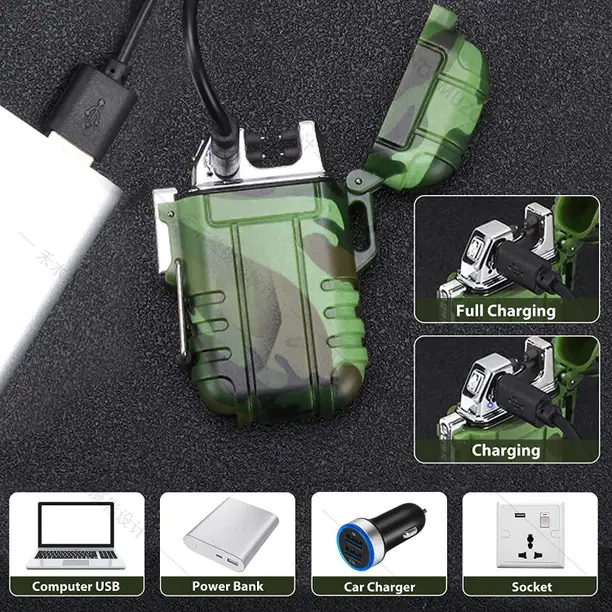 Full Charging
Charging
Computer USB
Power Bank
Car Charger
Socket